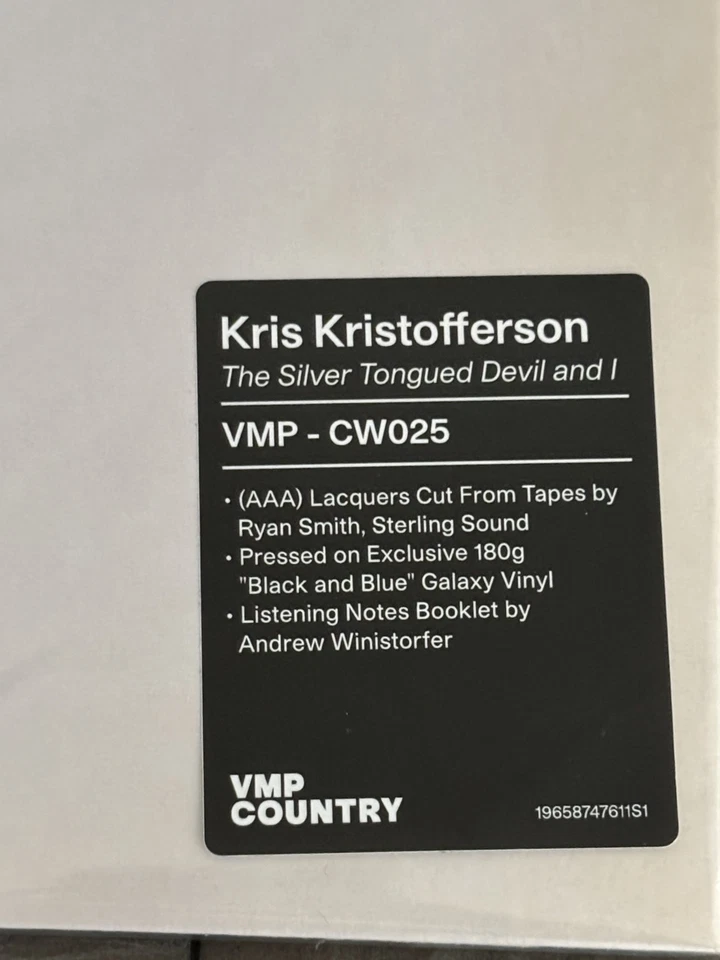 Kris Kristofferson
The Silver Tongued Devil and I
VMP - CW025
• (AAA) Lacquers Cut From Tapes by
Ryan Smith, Sterling Sound
• Pressed on Exclusive 180g
"Black and Blue" Galaxy Vinyl
• Listening Notes Booklet by
Andrew Winistorfer
VMP
COUNTRY
19658747611S1